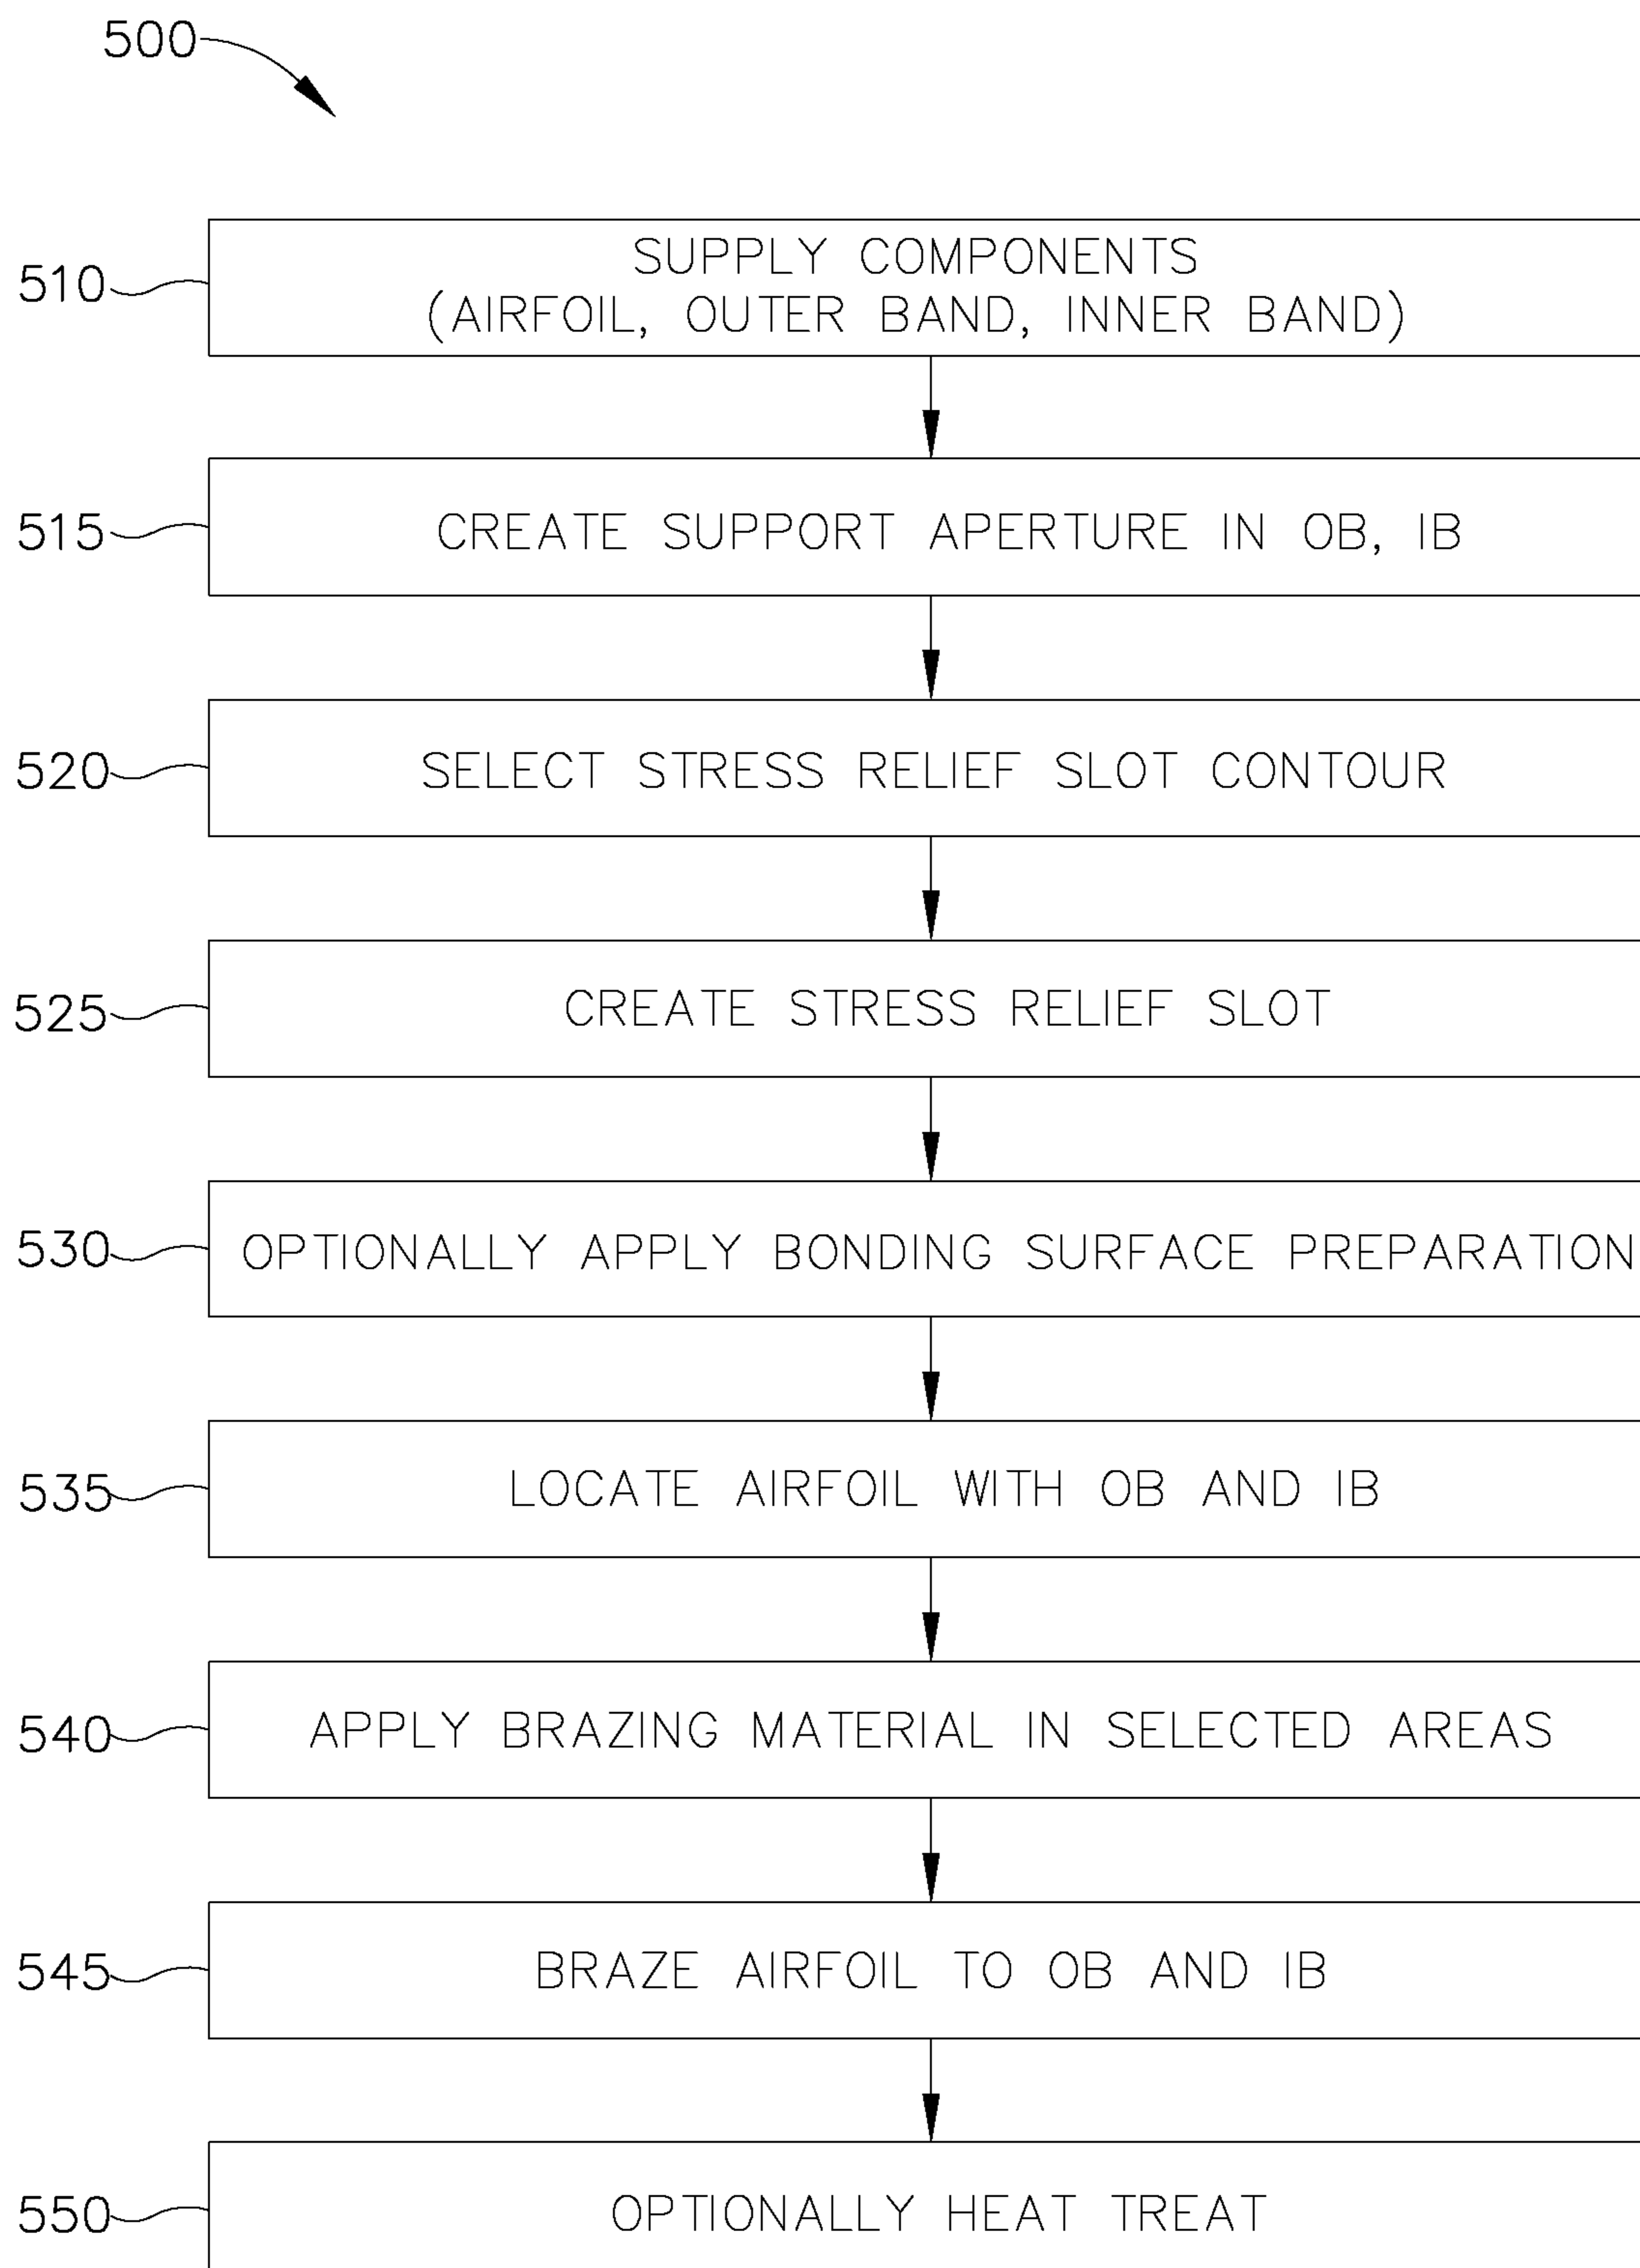 500
510
SUPPLY COMPONENTS
(AIRFOIL, OUTER BAND, INNER BAND)
515
CREATE SUPPORT APERTURE IN OB, IB
520
SELECT STRESS RELIEF SLOT CONTOUR
525
CREATE STRESS RELIEF SLOT
530
OPTIONALLY APPLY BONDING SURFACE PREPARATION
535
LOCATE AIRFOIL WITH OB AND IB
540
APPLY BRAZING MATERIAL IN SELECTED AREAS
545
BRAZE AIRFOIL TO OB AND IB
550
OPTIONALLY HEAT TREAT